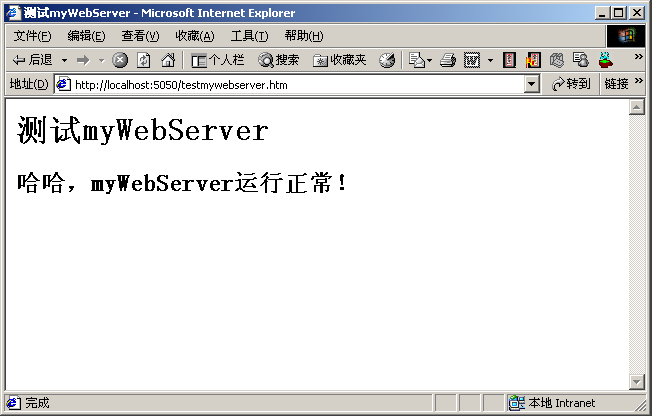 测试myWebServer - Microsoft Internet Explorer
文件(F) 编辑(E) 查看(V) 收藏(A) 工具(T) 帮助(H)
后退 个人栏 搜索 收藏夹
地址(D) http://localhost:5050/testmywebserver.htm 转到 链接 »
测试myWebServer
哈哈，myWebServer运行正常！
完成 本地 Intranet